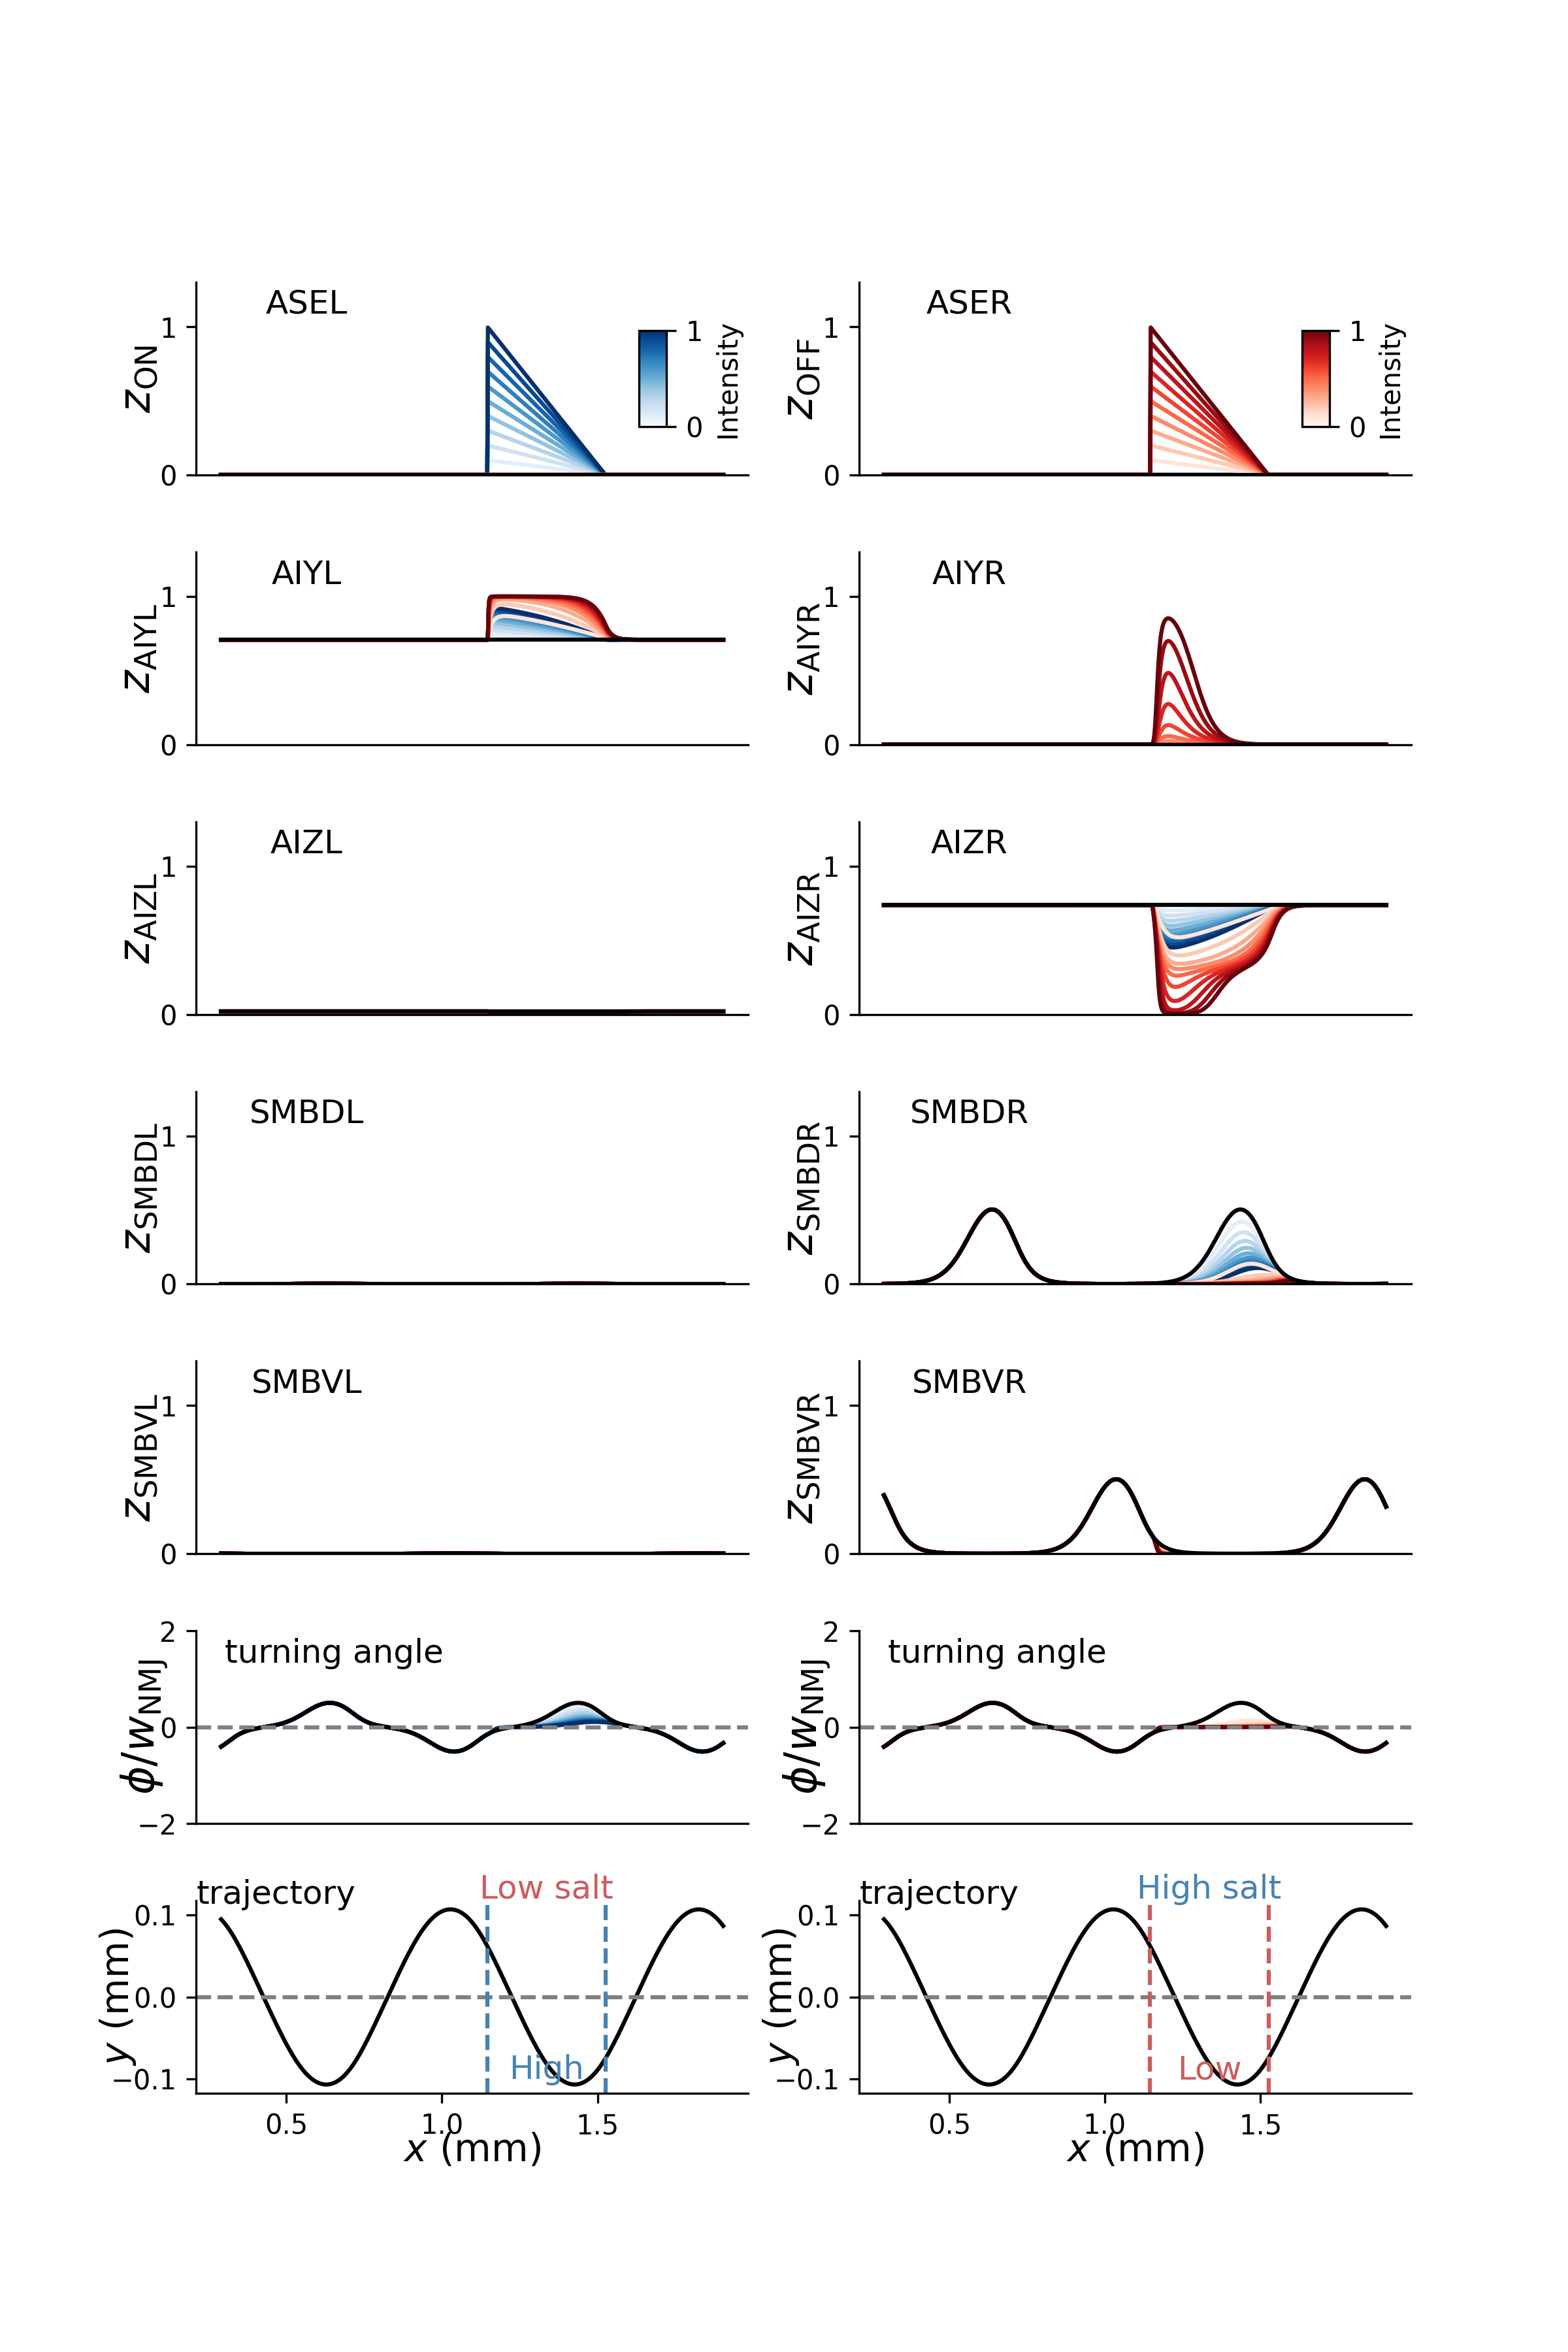 ASEL
1
0
z_ON
1
0
Intensity
ASER
1
0
z_OFF
1
0
Intensity
AIYL
1
0
z_AIYL
AIYR
1
0
z_AIYR
AIZL
1
0
z_AIZL
AIZR
1
0
z_AIZR
SMBDL
1
0
z_SMBDL
SMBDR
1
0
z_SMBDR
SMBVL
1
0
z_SMBVL
SMBVR
1
0
z_SMBVR
turning angle
2
0
−2
ϕ/w_NMJ
turning angle
2
0
−2
ϕ/w_NMJ
trajectory
Low salt
High
0.1
0.0
−0.1
y (mm)
0.5
1.0
1.5
x (mm)
trajectory
High salt
Low
0.1
0.0
−0.1
y (mm)
0.5
1.0
1.5
x (mm)